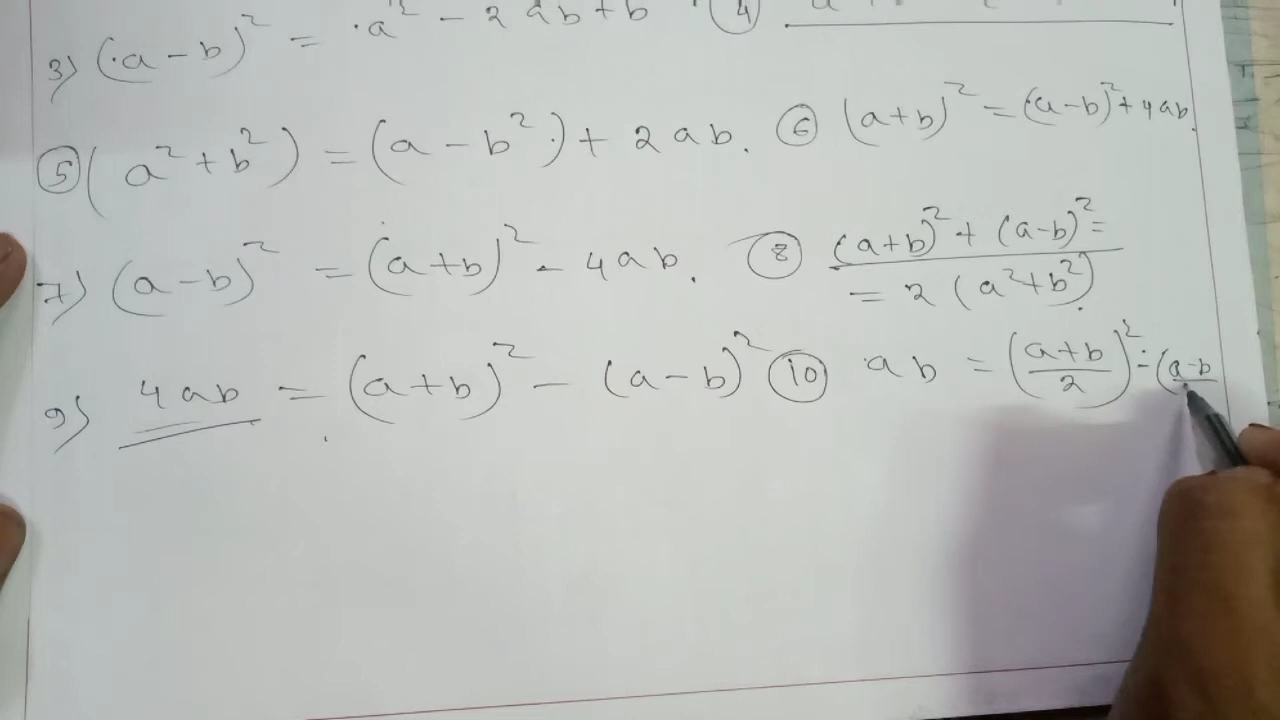 3) (a-b)² = a² - 2ab+b² ④
⑤ (a²+b²) = (a-b²)+2ab. ⑥ (a+b)² = (a-b)²+4ab.
7) (a-b)² = (a+b)² - 4ab. ⑧ (a+b)² + (a-b)² =
= 2(a²+b²)
9) 4ab = (a+b)² - (a-b)² ⑩ ab = (a+b/2)² - (a-b